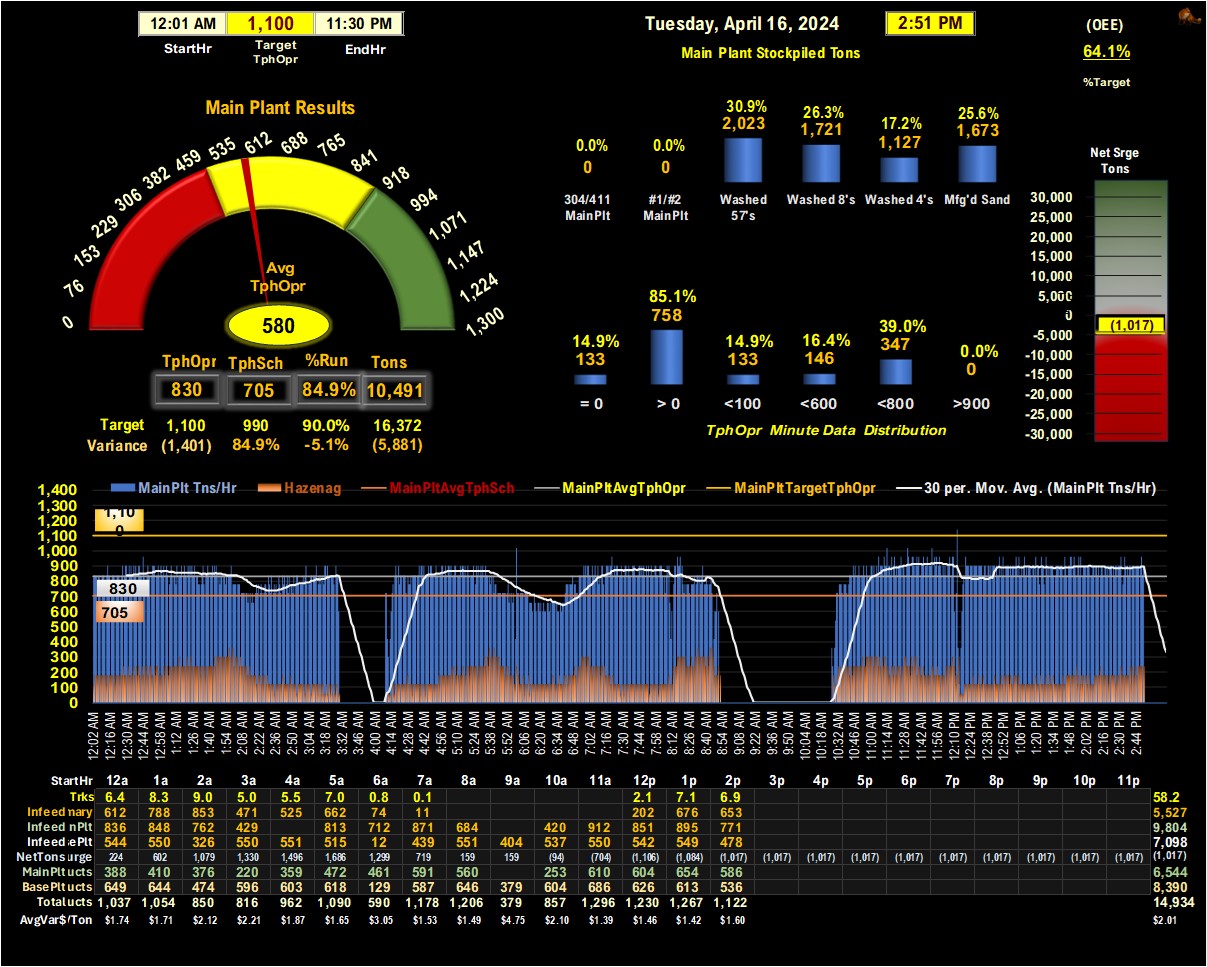 12:01 AM 1,100 11:30 PM
StartHr Target TphOpr EndHr
Tuesday, April 16, 2024 2:51 PM
Main Plant Stockpiled Tons
(OEE)
64.1%
%Target
Main Plant Results
0 76 153 229 306 382 459 535 612 688 765 841 918 994 1,071 1,147 1,224 1,300
Avg
TphOpr
580
TphOpr TphSch %Run Tons
830 705 84.9% 10,491
Target 1,100 990 90.0% 16,372
Variance (1,401) 84.9% -5.1% (5,881)
0.0% 0.0% 30.9% 26.3% 17.2% 25.6%
0 0 2,023 1,721 1,127 1,673
304/411 #1/#2 Washed Washed 8's Washed 4's Mfg'd Sand
MainPlt MainPlt 57's
14.9% 85.1% 14.9% 16.4% 39.0% 0.0%
133 758 133 146 347 0
= 0 > 0 <100 <600 <800 >900
TphOpr Minute Data Distribution
Net Srge
Tons
30,000
25,000
20,000
15,000
10,000
5,000
0
(1,017)
-5,000
-10,000
-15,000
-20,000
-25,000
-30,000
MainPlt Tns/Hr Hazenag MainPltAvgTphSch MainPltAvgTphOpr MainPltTargetTphOpr 30 per. Mov. Avg. (MainPlt Tns/Hr)
1,400
1,300
1,200
1,100
1,000
900
800
700
600
500
400
300
200
100
0
1,10
0
830
705
12:02 AM 12:16 AM 12:30 AM 12:44 AM 12:58 AM 1:12 AM 1:26 AM 1:40 AM 1:54 AM 2:08 AM 2:22 AM 2:36 AM 2:50 AM 3:04 AM 3:18 AM 3:32 AM 3:46 AM 4:00 AM 4:14 AM 4:28 AM 4:42 AM 4:56 AM 5:10 AM 5:24 AM 5:38 AM 5:52 AM 6:06 AM 6:20 AM 6:34 AM 6:48 AM 7:02 AM 7:16 AM 7:30 AM 7:44 AM 7:58 AM 8:12 AM 8:26 AM 8:40 AM 8:54 AM 9:08 AM 9:22 AM 9:36 AM 9:50 AM 10:04 AM 10:18 AM 10:32 AM 10:46 AM 11:00 AM 11:14 AM 11:28 AM 11:42 AM 11:56 AM 12:10 PM 12:24 PM 12:38 PM 12:52 PM 1:06 PM 1:20 PM 1:34 PM 1:48 PM 2:02 PM 2:16 PM 2:30 PM 2:44 PM
StartHr 12a 1a 2a 3a 4a 5a 6a 7a 8a 9a 10a 11a 12p 1p 2p 3p 4p 5p 6p 7p 8p 9p 10p 11p
Trks 6.4 8.3 9.0 5.0 5.5 7.0 0.8 0.1 2.1 7.1 6.9 58.2
Infeed mary 612 788 853 471 525 662 74 11 202 676 653 5,527
Infeed nPlt 836 848 762 429 813 712 871 684 420 912 851 895 771 9,804
Infeed ePlt 544 550 326 550 551 515 12 439 551 404 537 550 542 549 478 7,098
NetTons urge 224 602 1,079 1,330 1,496 1,686 1,299 719 159 159 (94) (704) (1,106) (1,084) (1,017) (1,017) (1,017) (1,017) (1,017) (1,017) (1,017) (1,017) (1,017) (1,017) (1,017)
MainPlt ucts 388 410 376 220 359 472 461 591 560 253 610 604 654 586 6,544
BasePlt ucts 649 644 474 596 603 618 129 587 646 379 604 686 626 613 536 8,390
Total ucts 1,037 1,054 850 816 962 1,090 590 1,178 1,206 379 857 1,296 1,230 1,267 1,122 14,934
AvgVar$/Ton $1.74 $1.71 $2.12 $2.21 $1.87 $1.65 $3.05 $1.53 $1.49 $4.75 $2.10 $1.39 $1.46 $1.42 $1.60 $2.01